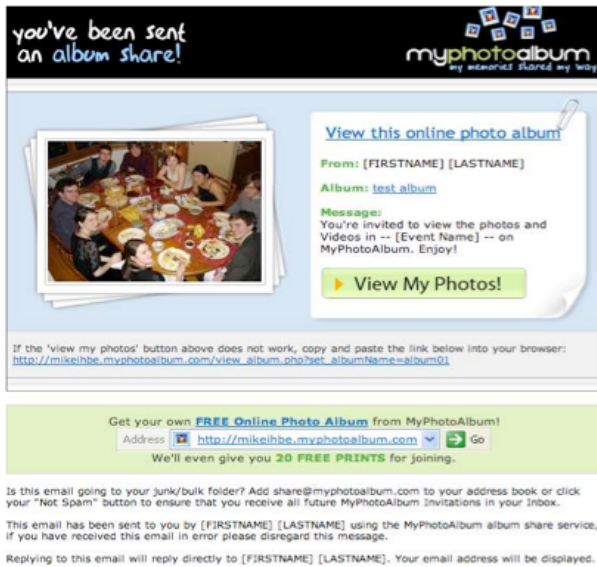 you've been sent
an album share!
myphotoalbum
my memories shared my way
View this online photo album
From: [FIRSTNAME] [LASTNAME]
Album: test album
Message:
You're invited to view the photos and
Videos in -- [Event Name] -- on
MyPhotoAlbum. Enjoy!
View My Photos!
If the 'view my photos' button above does not work, copy and paste the link below into your browser:
http://mikeihbe.myphotoalbum.com/view_album.php?set_albumName=album01
Get your own FREE Online Photo Album from MyPhotoAlbum!
Address http://mikeihbe.myphotoalbum.com Go
We'll even give you 20 FREE PRINTS for joining.
Is this email going to your junk/bulk folder? Add share@myphotoalbum.com to your address book or click
your "Not Spam" button to ensure that you receive all future MyPhotoAlbum Invitations in your Inbox.
This email has been sent to you by [FIRSTNAME] [LASTNAME] using the MyPhotoAlbum album share service,
if you have received this email in error please disregard this message.
Replying to this email will reply directly to [FIRSTNAME] [LASTNAME]. Your email address will be displayed.